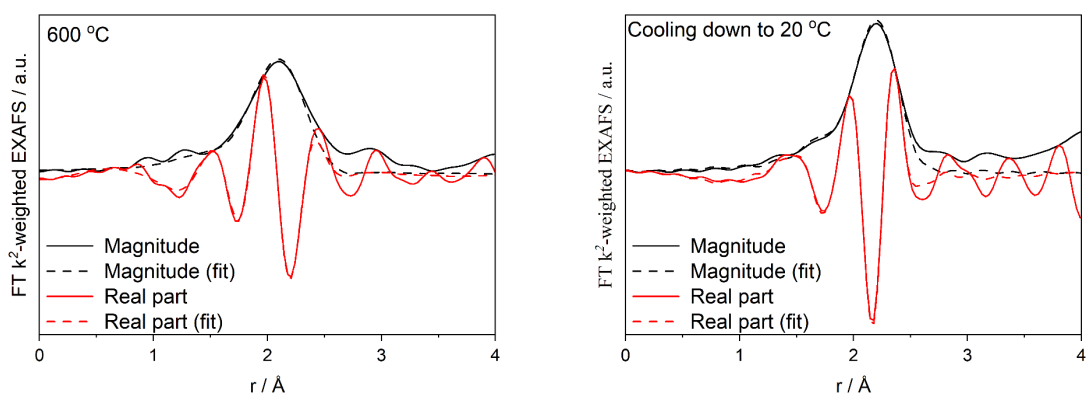 600 °C
FT k²-weighted EXAFS / a.u.
Magnitude
Magnitude (fit)
Real part
Real part (fit)
0 1 2 3 4
r / Å
Cooling down to 20 °C
FT k²-weighted EXAFS / a.u.
Magnitude
Magnitude (fit)
Real part
Real part (fit)
0 1 2 3 4
r / Å